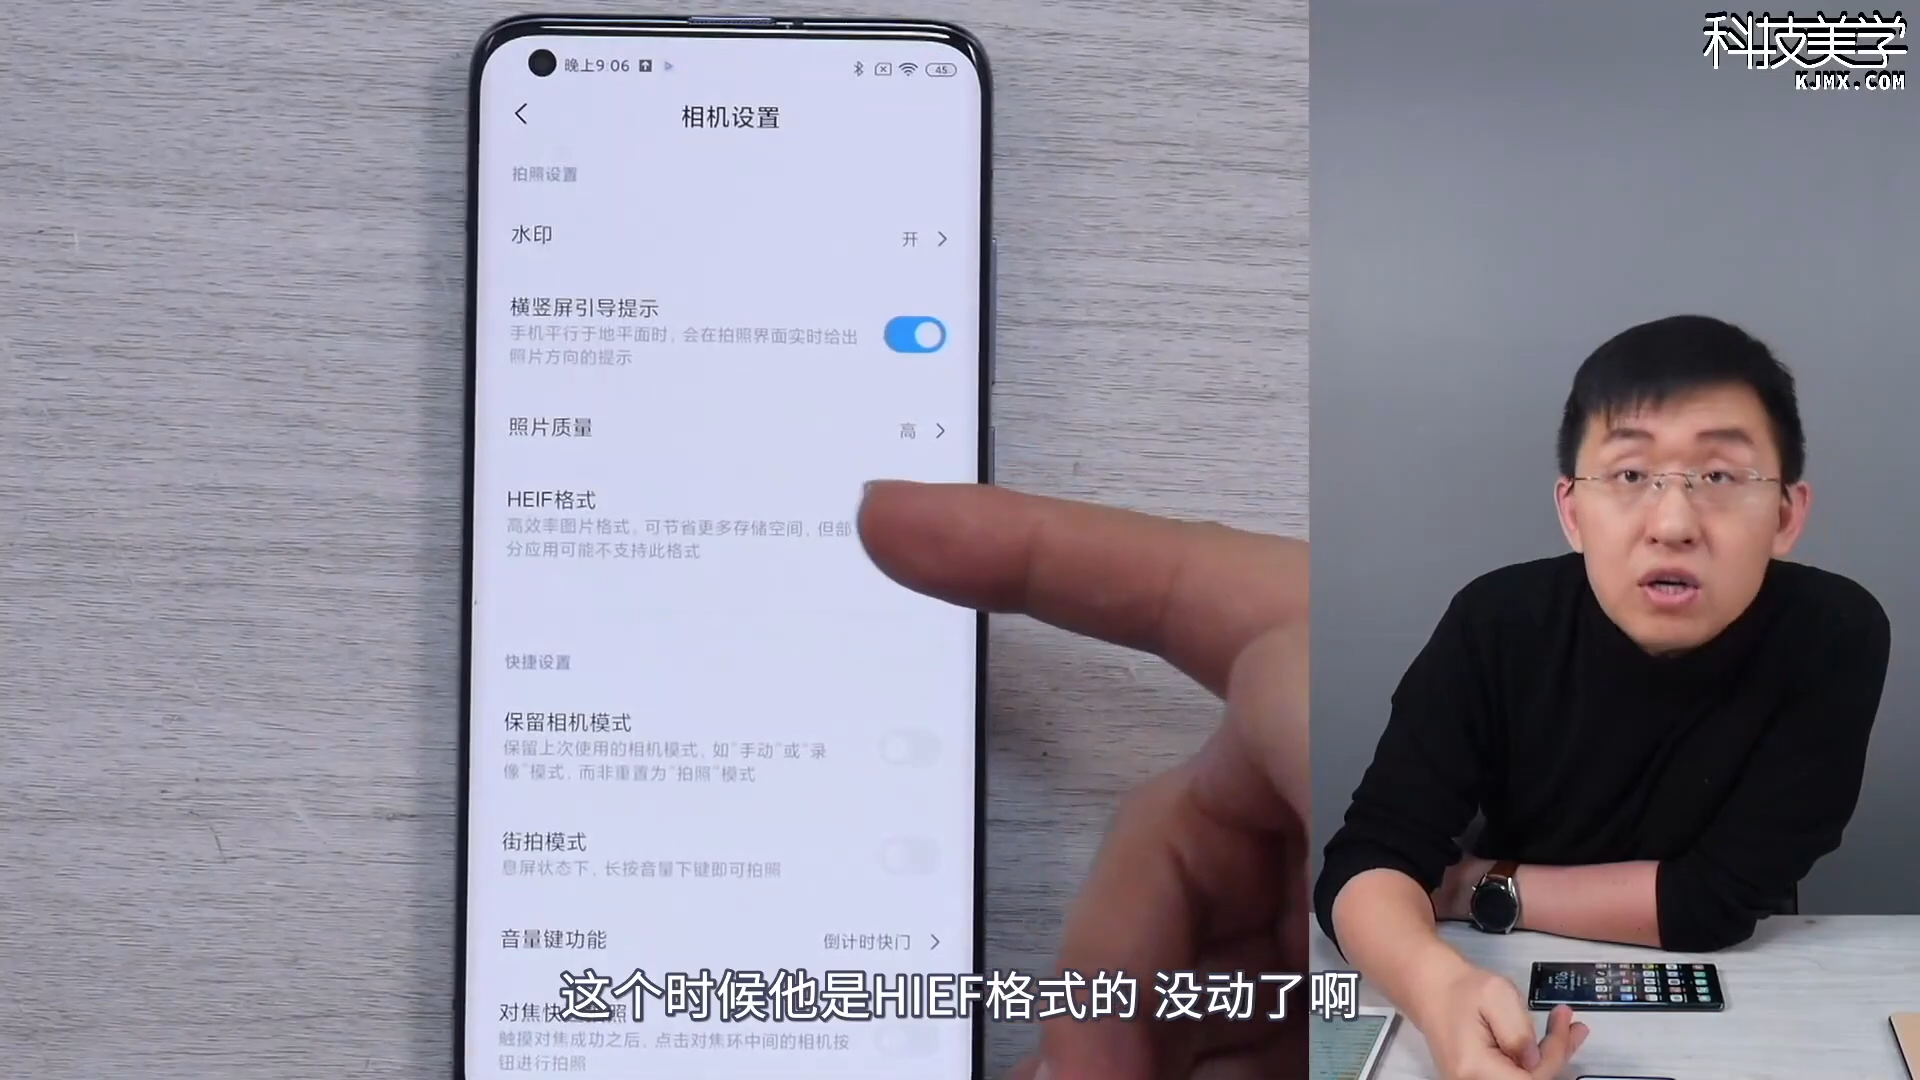 科技美学
KJMX.COM
晚上9:06
45
相机设置
拍照设置
水印
开
横竖屏引导提示
手机平行于地平面时，会在拍照界面实时给出
照片方向的提示
照片质量
高
HEIF格式
高效率图片格式，可节省更多存储空间，但部
分应用可能不支持此格式
快捷设置
保留相机模式
保留上次使用的相机模式，如"手动"或"录
像"模式，而非重置为"拍照"模式
街拍模式
息屏状态下，长按音量下键即可拍照
音量键功能
倒计时快门
这个时候他是HIEF格式的 没动了啊
对焦快
触摸对焦成功之后，点击对焦环中间的相机按
钮进行拍照